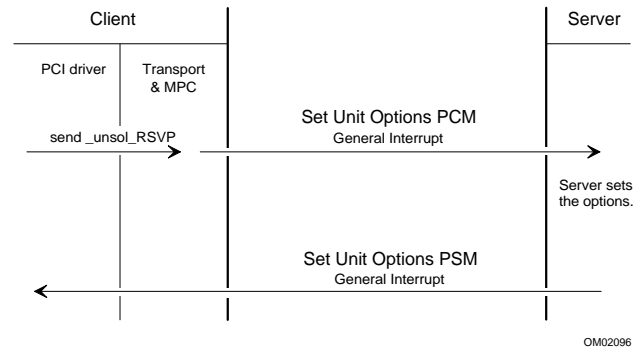 Client
Server
PCI driver
Transport
& MPC
send _unsol_RSVP
Set Unit Options PCM
General Interrupt
Server sets
the options.
Set Unit Options PSM
General Interrupt
OM02096